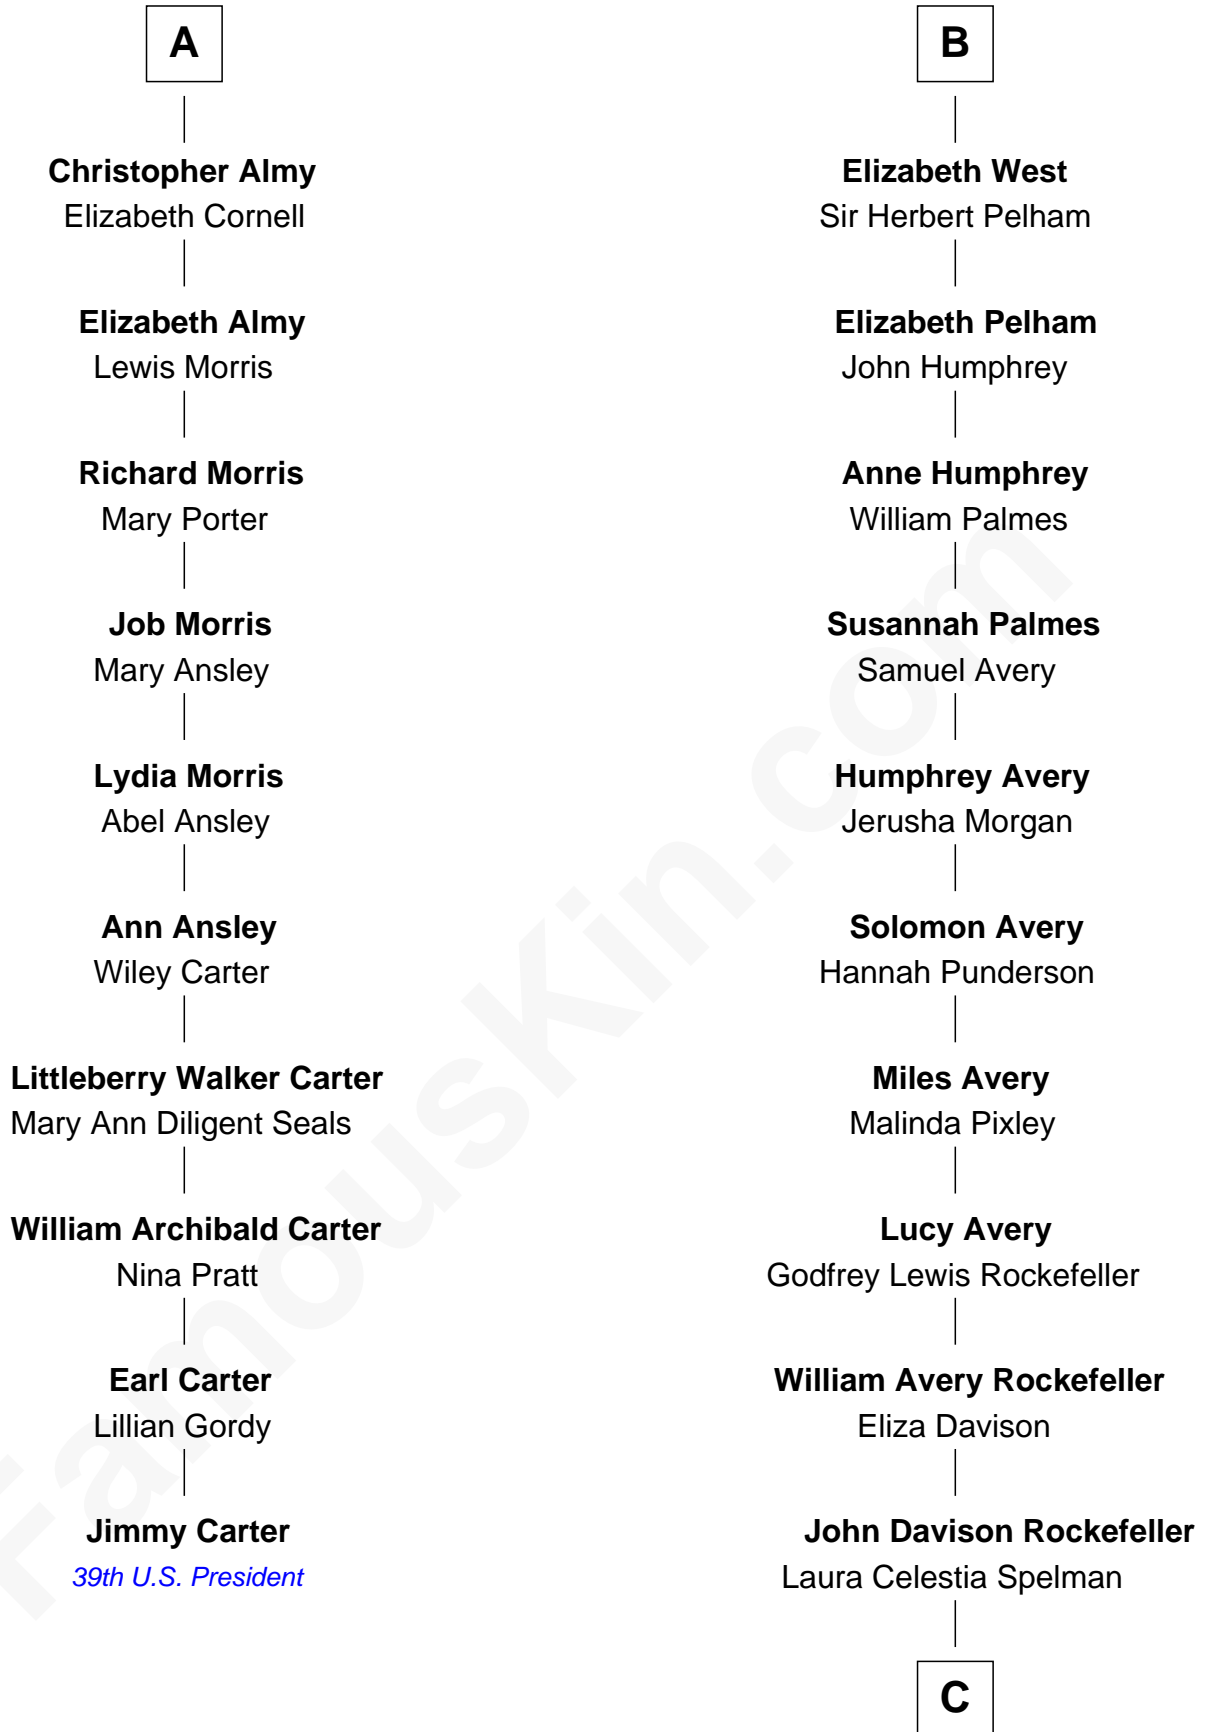 A
Christopher Almy
Elizabeth Cornell
Elizabeth Almy
Lewis Morris
Richard Morris
Mary Porter
Job Morris
Mary Ansley
Lydia Morris
Abel Ansley
Ann Ansley
Wiley Carter
Littleberry Walker Carter
Mary Ann Diligent Seals
William Archibald Carter
Nina Pratt
Earl Carter
Lillian Gordy
Jimmy Carter
39th U.S. President
B
Elizabeth West
Sir Herbert Pelham
Elizabeth Pelham
John Humphrey
Anne Humphrey
William Palmes
Susannah Palmes
Samuel Avery
Humphrey Avery
Jerusha Morgan
Solomon Avery
Hannah Punderson
Miles Avery
Malinda Pixley
Lucy Avery
Godfrey Lewis Rockefeller
William Avery Rockefeller
Eliza Davison
John Davison Rockefeller
Laura Celestia Spelman
C
FamousKin.com